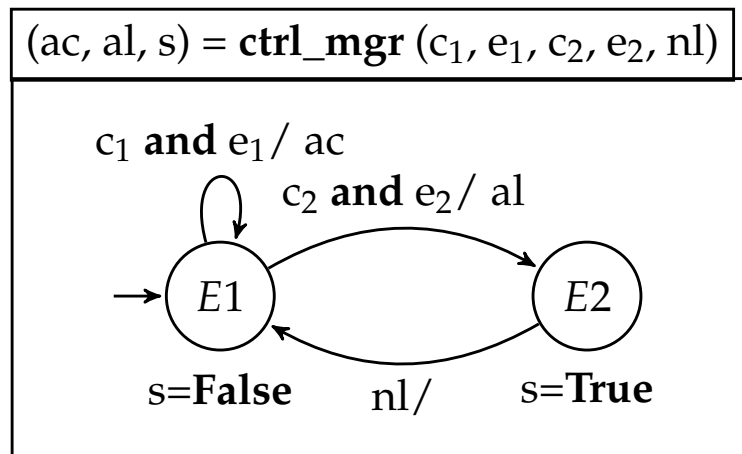 (ac, al, s) = ctrl_mgr (c₁, e₁, c₂, e₂, nl)
c₁ and e₁/ ac
c₂ and e₂/ al
E1
E2
s=False
nl/
s=True